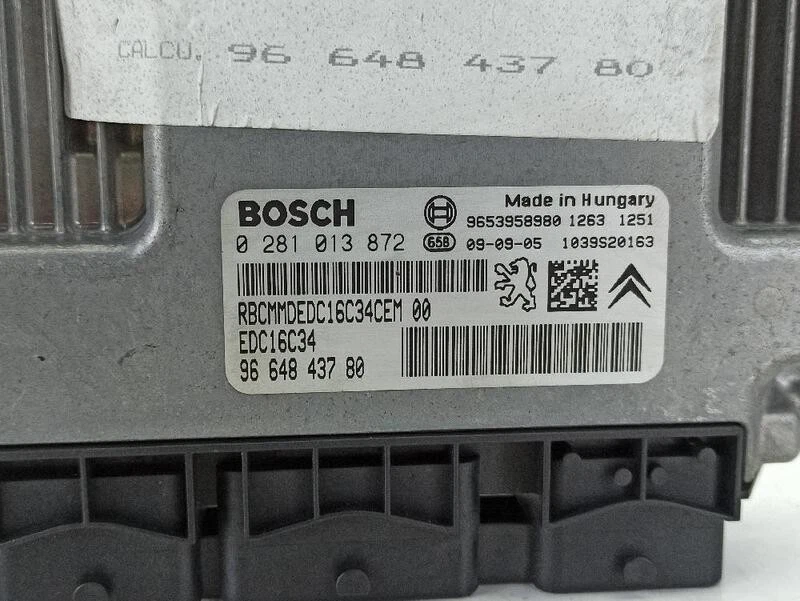 CALCU. 96 648 437 80
BOSCH
Made in Hungary
9653958980 1263 1251
0 281 013 872
658 09-09-05 1039S20163
RBCMMDEDC16C34CEM 00
EDC16C34
96 648 437 80